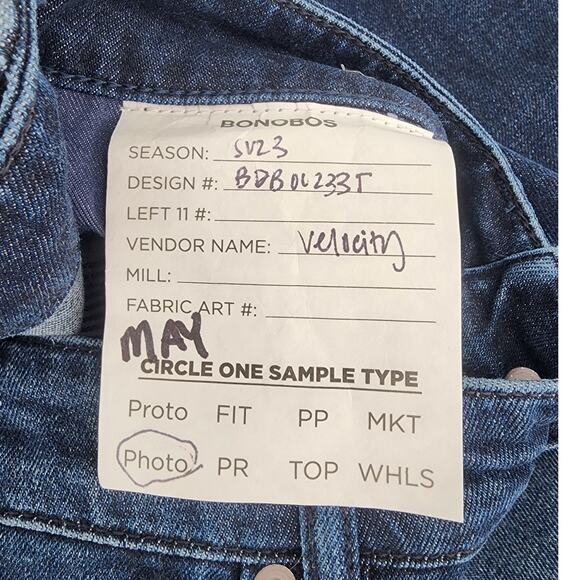 BONOBOS
SEASON: SU23
DESIGN #: BDB01233T
LEFT 11 #:
VENDOR NAME: Velocity
MILL:
FABRIC ART #:
MAY
CIRCLE ONE SAMPLE TYPE
Proto FIT PP MKT
Photo PR TOP WHLS